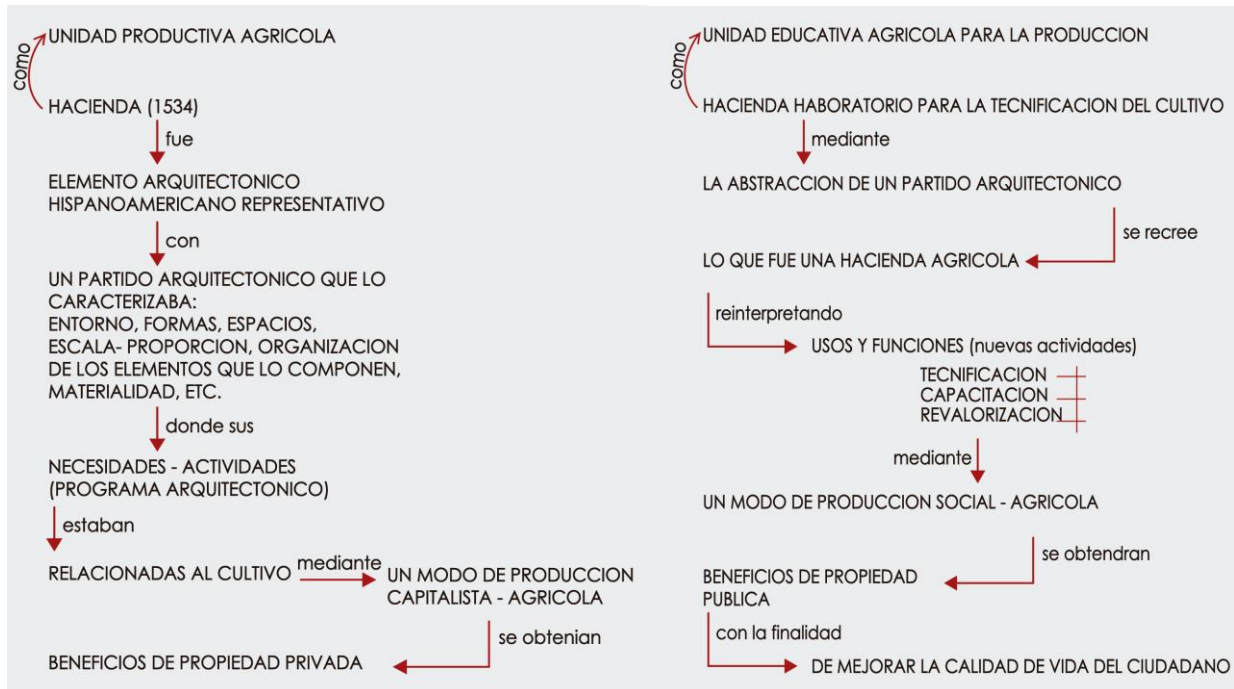 UNIDAD PRODUCTIVA AGRICOLA
como
HACIENDA (1534)
fue
ELEMENTO ARQUITECTONICO
HISPANOAMERICANO REPRESENTATIVO
con
UN PARTIDO ARQUITECTONICO QUE LO
CARACTERIZABA:
ENTORNO, FORMAS, ESPACIOS,
ESCALA- PROPORCION, ORGANIZACION
DE LOS ELEMENTOS QUE LO COMPONEN,
MATERIALIDAD, ETC.
donde sus
NECESIDADES - ACTIVIDADES
(PROGRAMA ARQUITECTONICO)
estaban
RELACIONADAS AL CULTIVO
mediante
UN MODO DE PRODUCCION
CAPITALISTA - AGRICOLA
se obtenian
BENEFICIOS DE PROPIEDAD PRIVADA
UNIDAD EDUCATIVA AGRICOLA PARA LA PRODUCCION
como
HACIENDA HABORATORIO PARA LA TECNIFICACION DEL CULTIVO
mediante
LA ABSTRACCION DE UN PARTIDO ARQUITECTONICO
se recree
LO QUE FUE UNA HACIENDA AGRICOLA
reinterpretando
USOS Y FUNCIONES (nuevas actividades)
TECNIFICACION
CAPACITACION
REVALORIZACION
mediante
UN MODO DE PRODUCCION SOCIAL - AGRICOLA
se obtendran
BENEFICIOS DE PROPIEDAD
PUBLICA
con la finalidad
DE MEJORAR LA CALIDAD DE VIDA DEL CIUDADANO